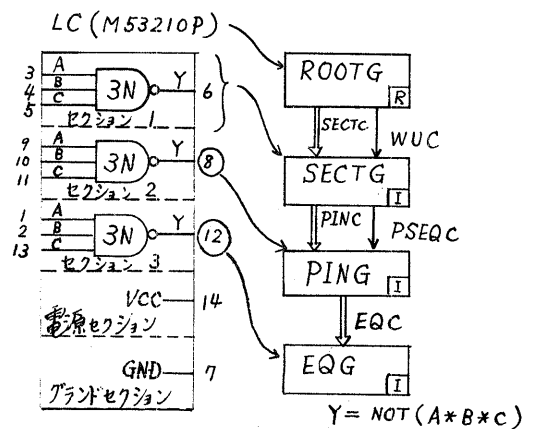 LC (M53210P)
3 A
4 B 3N Y 6
5 C
セクション 1
9 A
10 B 3N Y 8
11 C
セクション 2
1 A
2 B 3N Y 12
13 C
セクション 3
VCC 14
電源セクション
GND 7
グランドセクション
ROOTG
R
SECTC WUC
SECTG
I
PINC PSEQC
PING
I
EQC
EQG
I
Y = NOT (A*B*C)